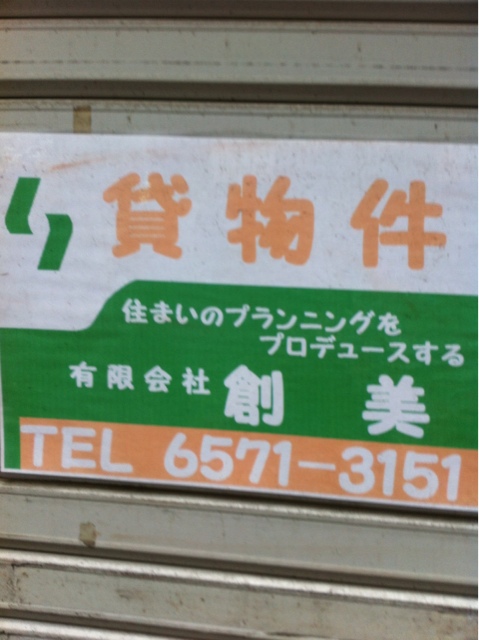 貸物件
住まいのプランニングを
プロデュースする
有限会社 創美
TEL 6571-3151